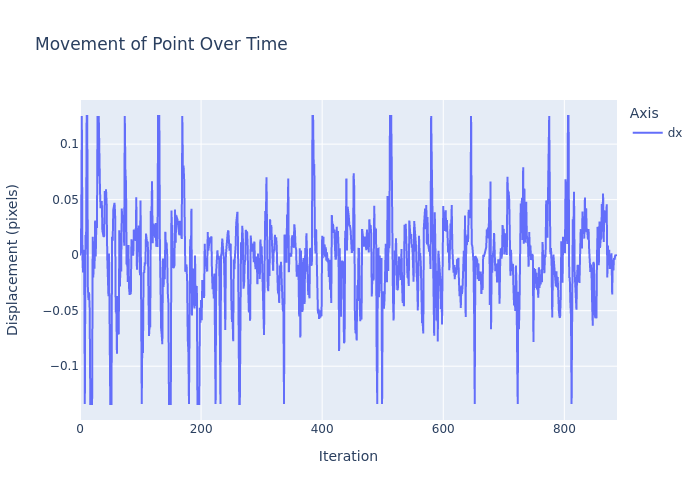 Movement of Point Over Time
Axis
dx
0.1
0.05
0
−0.05
−0.1
Displacement (pixels)
0
200
400
600
800
Iteration